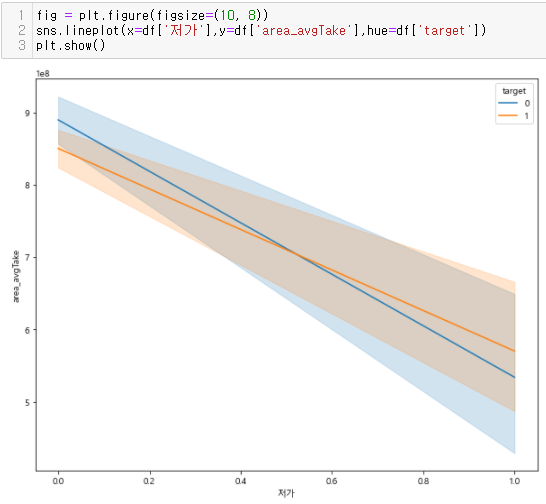 1 fig = plt.figure(figsize=(10, 8))
2 sns.lineplot(x=df['저가'],y=df['area_avgTake'],hue=df['target'])
3 plt.show()
1e8
target
0
1
9
8
7
6
5
area_avgTake
0.0 0.2 0.4 0.6 0.8 1.0
저가